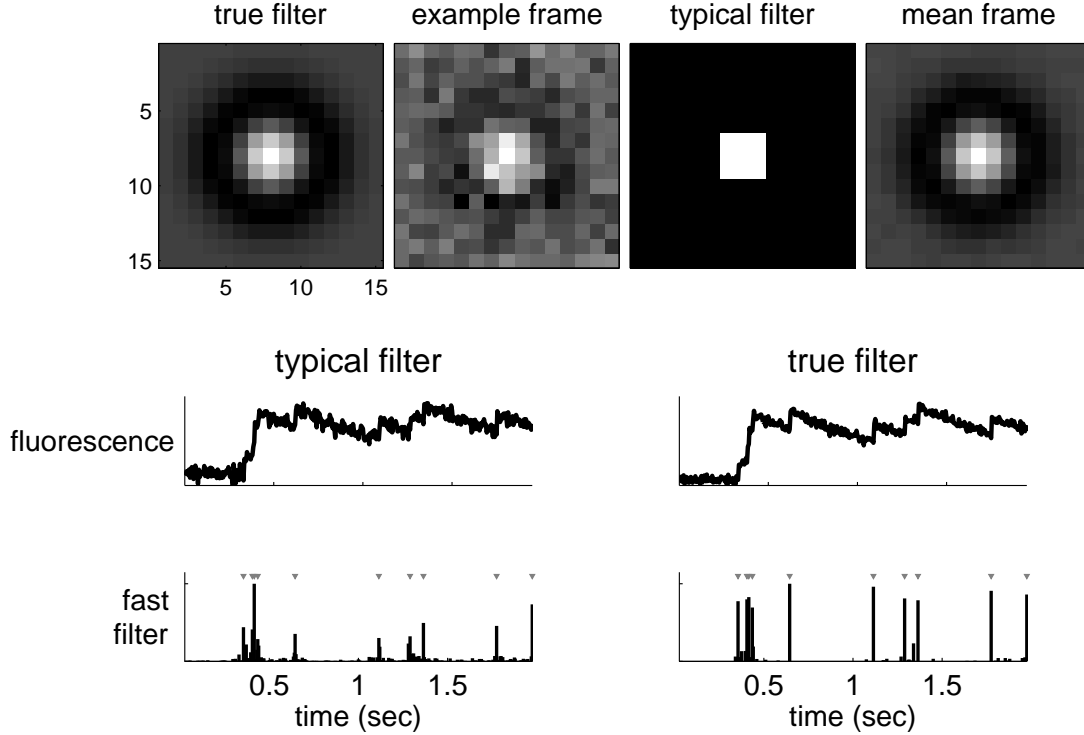 true filter
example frame
typical filter
mean frame
5
10
15
5
10
15
typical filter
true filter
fluorescence
fast
filter
0.5
1
1.5
time (sec)
0.5
1
1.5
time (sec)